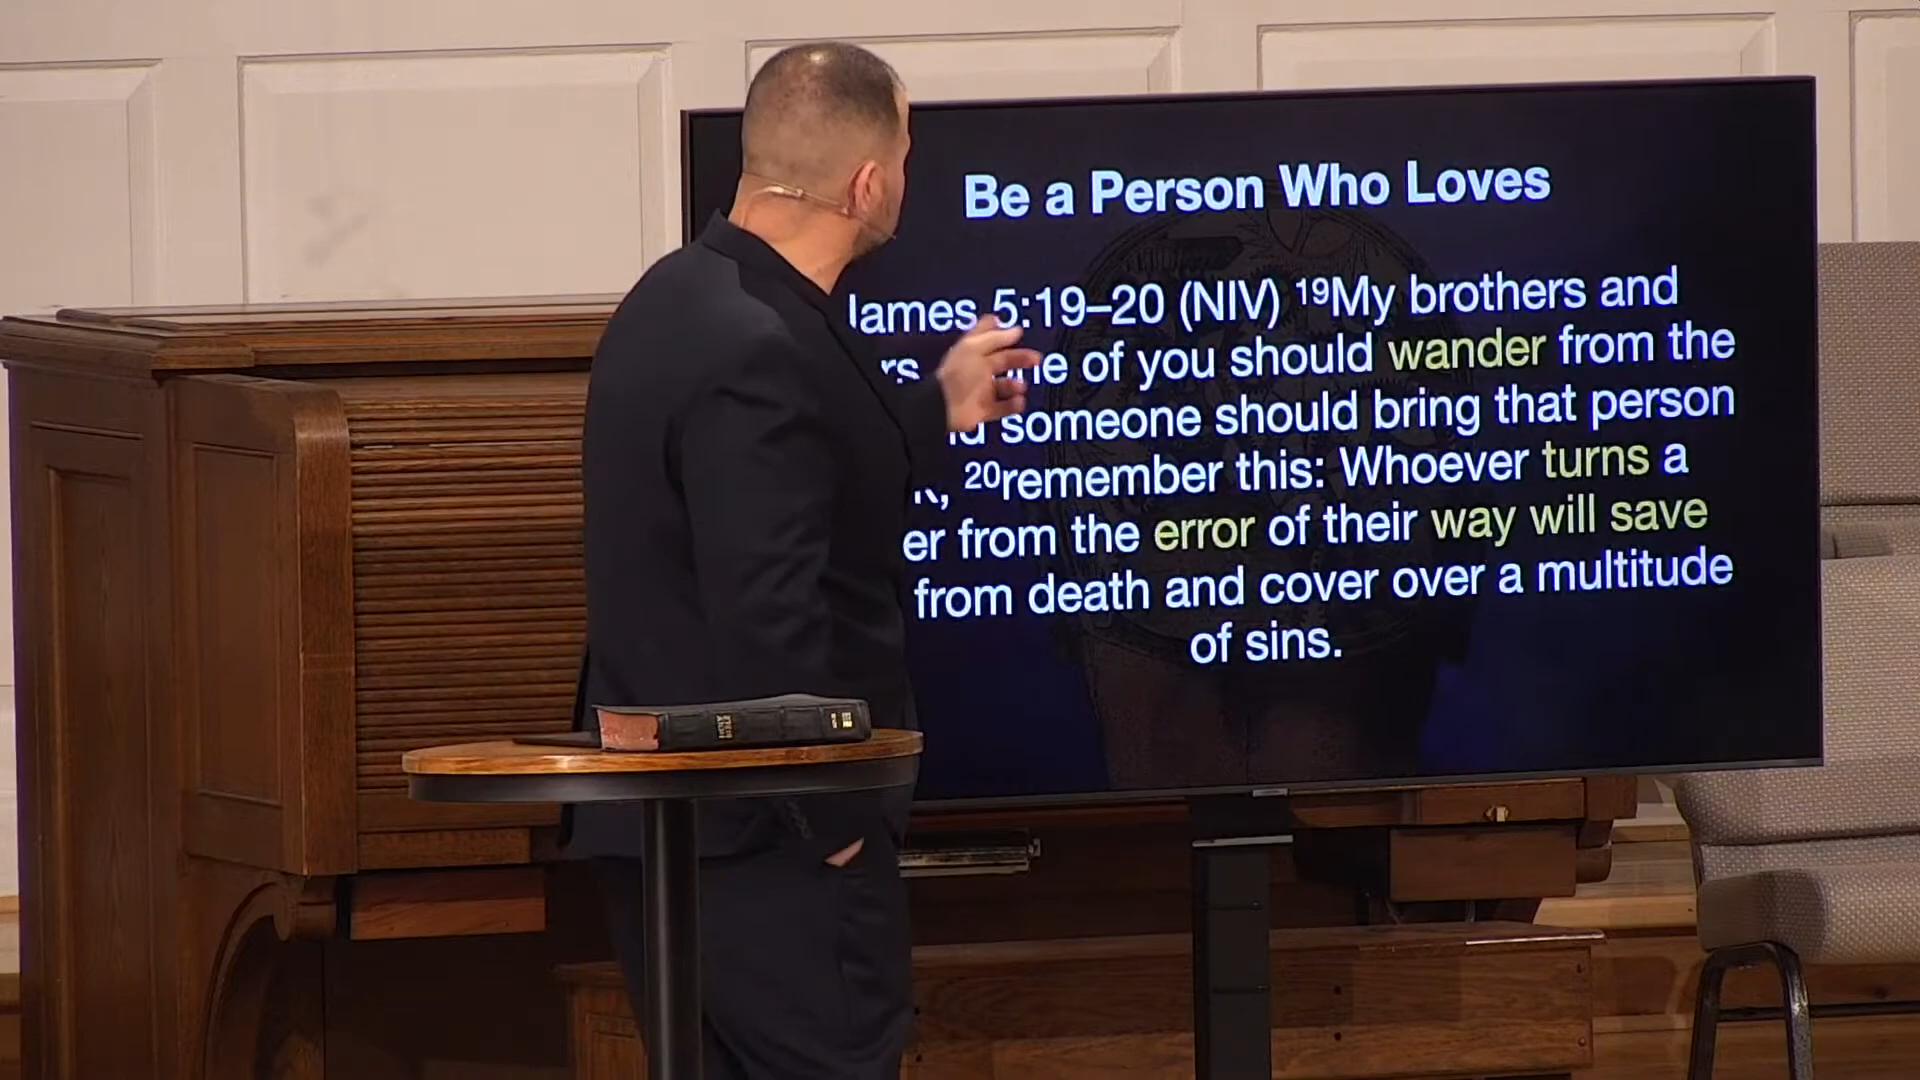 Be a Person Who Loves
James 5:19–20 (NIV) ¹⁹My brothers and
of you should wander from the
someone should bring that person
²⁰remember this: Whoever turns a
er from the error of their way will save
from death and cover over a multitude
of sins.